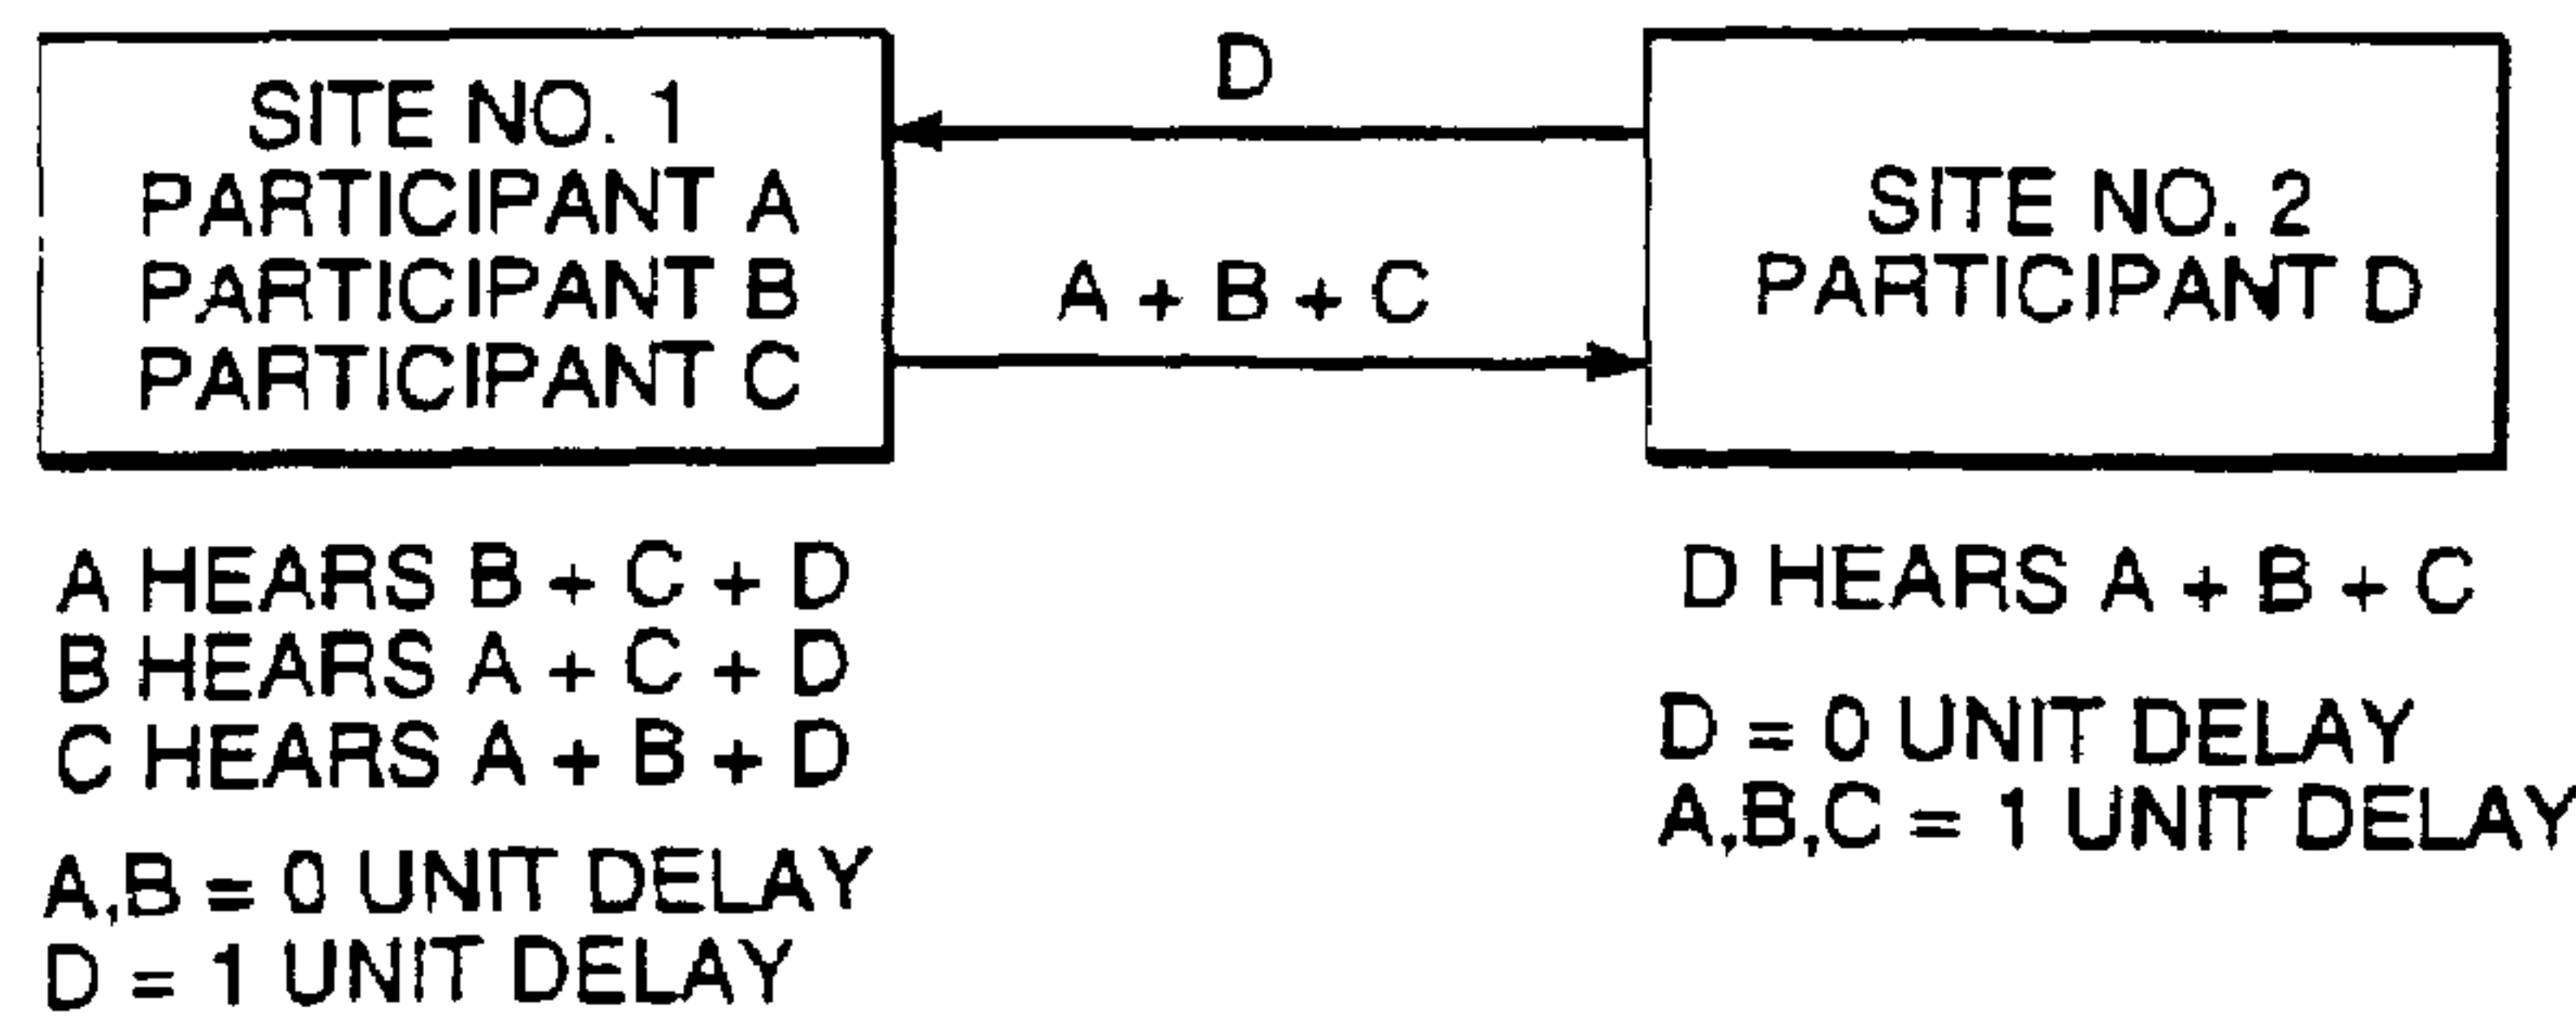 SITE NO. 1
PARTICIPANT A
PARTICIPANT B
PARTICIPANT C
D
A + B + C
SITE NO. 2
PARTICIPANT D
A HEARS B + C + D
B HEARS A + C + D
C HEARS A + B + D
A,B = 0 UNIT DELAY
D = 1 UNIT DELAY
D HEARS A + B + C
D = 0 UNIT DELAY
A,B,C = 1 UNIT DELAY